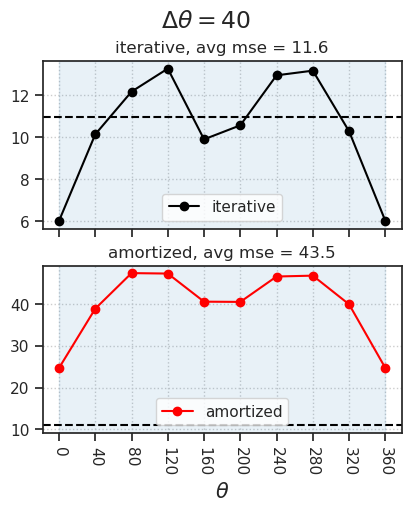 Δθ = 40
iterative, avg mse = 11.6
12
10
8
6
iterative
amortized, avg mse = 43.5
40
30
20
10
amortized
0 40 80 120 160 200 240 280 320 360
θ